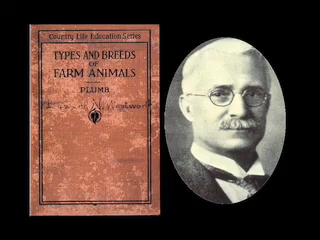 Country Life Education Series
TYPES AND BREEDS
OF
FARM ANIMALS
PLUMB